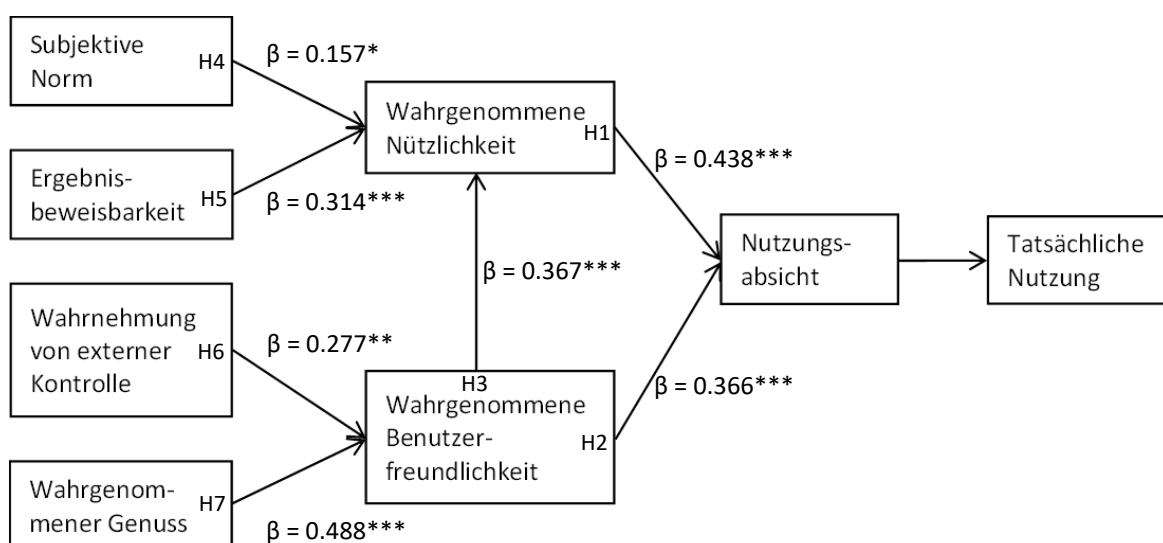 Subjektive
Norm
H4
β = 0.157*
Ergebnis-
beweisbarkeit
H5
β = 0.314***
Wahrgenommene
Nützlichkeit
H1
β = 0.438***
β = 0.367***
Wahrnehmung
von externer
Kontrolle
H6
β = 0.277**
Wahrgenom-
mener Genuss
H7
β = 0.488***
H3
Wahrgenommene
Benutzer-
freundlichkeit
H2
β = 0.366***
Nutzungs-
absicht
Tatsächliche
Nutzung